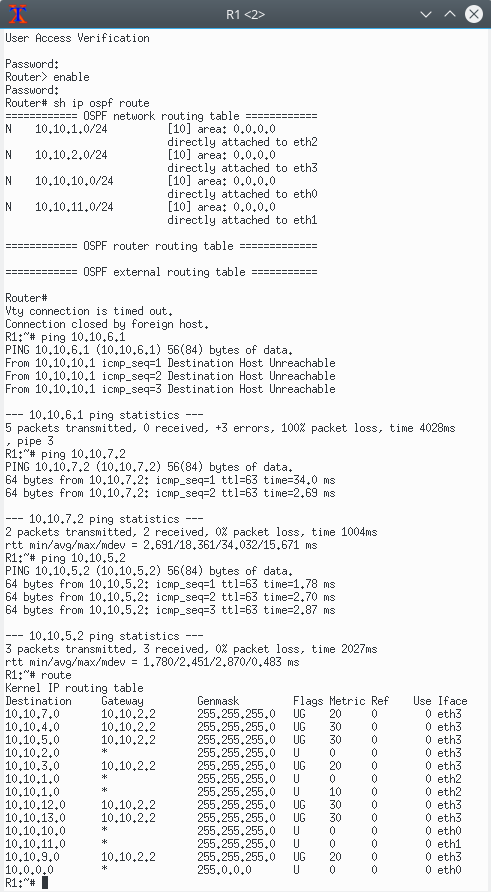 R1 <2>
User Access Verification
Password:
Router> enable
Password:
Router# sh ip ospf route
============ OSPF network routing table ============
N    10.10.1.0/24          [10] area: 0.0.0.0
                           directly attached to eth2
N    10.10.2.0/24          [10] area: 0.0.0.0
                           directly attached to eth3
N    10.10.10.0/24         [10] area: 0.0.0.0
                           directly attached to eth0
N    10.10.11.0/24         [10] area: 0.0.0.0
                           directly attached to eth1
============ OSPF router routing table =============
============ OSPF external routing table ===========
Router#
Vty connection is timed out.
Connection closed by foreign host.
R1:~# ping 10.10.6.1
PING 10.10.6.1 (10.10.6.1) 56(84) bytes of data.
From 10.10.10.1 icmp_seq=1 Destination Host Unreachable
From 10.10.10.1 icmp_seq=2 Destination Host Unreachable
From 10.10.10.1 icmp_seq=3 Destination Host Unreachable
--- 10.10.6.1 ping statistics ---
5 packets transmitted, 0 received, +3 errors, 100% packet loss, time 4028ms
, pipe 3
R1:~# ping 10.10.7.2
PING 10.10.7.2 (10.10.7.2) 56(84) bytes of data.
64 bytes from 10.10.7.2: icmp_seq=1 ttl=63 time=34.0 ms
64 bytes from 10.10.7.2: icmp_seq=2 ttl=63 time=2.69 ms
--- 10.10.7.2 ping statistics ---
2 packets transmitted, 2 received, 0% packet loss, time 1004ms
rtt min/avg/max/mdev = 2.691/18.361/34.032/15.671 ms
R1:~# ping 10.10.5.2
PING 10.10.5.2 (10.10.5.2) 56(84) bytes of data.
64 bytes from 10.10.5.2: icmp_seq=1 ttl=63 time=1.78 ms
64 bytes from 10.10.5.2: icmp_seq=2 ttl=63 time=2.70 ms
64 bytes from 10.10.5.2: icmp_seq=3 ttl=63 time=2.87 ms
--- 10.10.5.2 ping statistics ---
3 packets transmitted, 3 received, 0% packet loss, time 2027ms
rtt min/avg/max/mdev = 1.780/2.451/2.870/0.483 ms
R1:~# route
Kernel IP routing table
Destination     Gateway         Genmask         Flags Metric Ref    Use Iface
10.10.7.0       10.10.2.2       255.255.255.0   UG    20     0        0 eth3
10.10.4.0       10.10.2.2       255.255.255.0   UG    30     0        0 eth3
10.10.5.0       10.10.2.2       255.255.255.0   UG    30     0        0 eth3
10.10.2.0       *               255.255.255.0   U     0      0        0 eth3
10.10.3.0       10.10.2.2       255.255.255.0   UG    20     0        0 eth3
10.10.1.0       *               255.255.255.0   U     0      0        0 eth2
10.10.1.0       *               255.255.255.0   U     10     0        0 eth2
10.10.12.0      10.10.2.2       255.255.255.0   UG    30     0        0 eth3
10.10.13.0      10.10.2.2       255.255.255.0   UG    30     0        0 eth3
10.10.10.0      *               255.255.255.0   U     0      0        0 eth0
10.10.11.0      *               255.255.255.0   U     0      0        0 eth1
10.10.9.0       10.10.2.2       255.255.255.0   UG    20     0        0 eth3
10.0.0.0        *               255.0.0.0       U     0      0        0 eth0
R1:~#